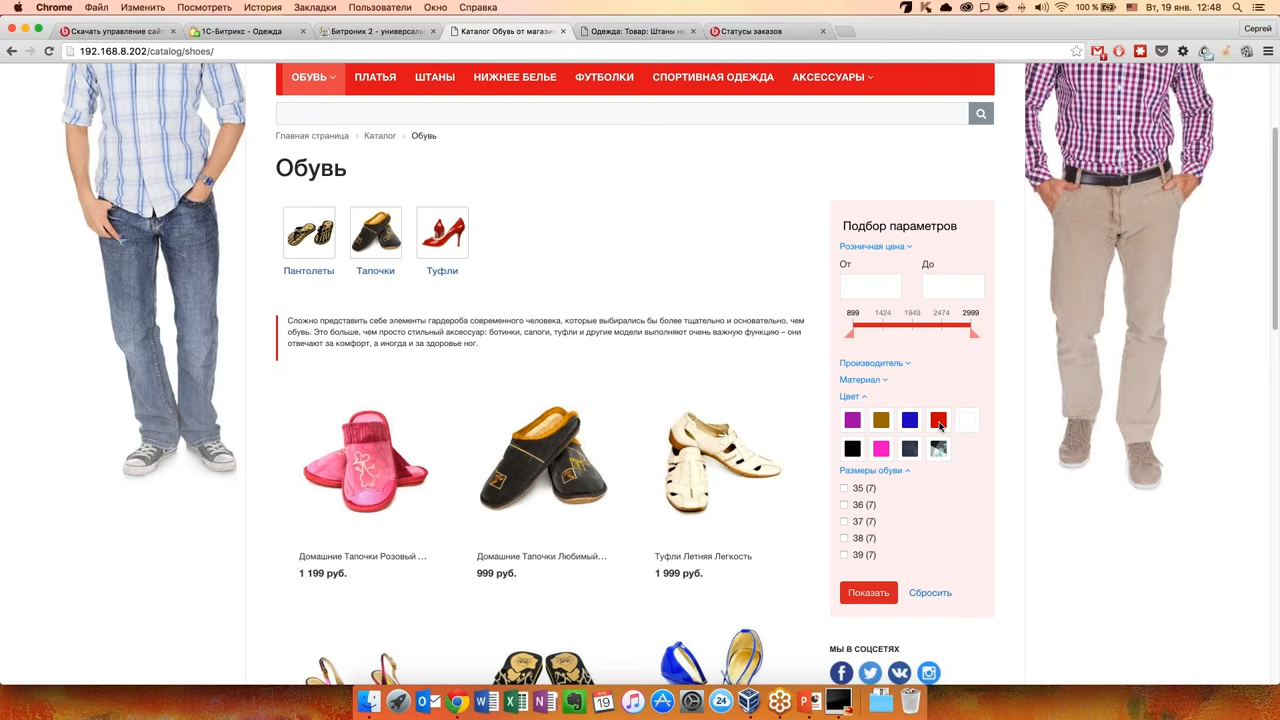 Chrome Файл Изменить Посмотреть История Закладки Пользователи Окно Справка
100 % Вт, 19 янв. 12:48
Скачать управление сайт
1С-Битрикс - Одежда
Битроник 2 - универсаль
Каталог Обувь от магази
Одежда: Товар: Штаны н
Статусы заказов
Сергей
192.168.8.202/catalog/shoes/
ОБУВЬ ПЛАТЬЯ ШТАНЫ НИЖНЕЕ БЕЛЬЕ ФУТБОЛКИ СПОРТИВНАЯ ОДЕЖДА АКСЕССУАРЫ
Главная страница Каталог Обувь
Обувь
Пантолеты Тапочки Туфли
Сложно представить себе элементы гардероба современного человека, которые выбирались бы более тщательно и основательно, чем
обувь. Это больше, чем просто стильный аксессуар: ботинки, сапоги, туфли и другие модели выполняют очень важную функцию – они
отвечают за комфорт, а иногда и за здоровье ног.
Домашние Тапочки Розовый ...
1 199 руб.
Домашние Тапочки Любимый...
999 руб.
Туфли Летняя Легкость
1 999 руб.
Подбор параметров
Розничная цена
От До
899 1424 1949 2474 2999
Производитель
Материал
Цвет
Размеры обуви
35 (7)
36 (7)
37 (7)
38 (7)
39 (7)
Показать Сбросить
МЫ В СОЦСЕТЯХ
19
24